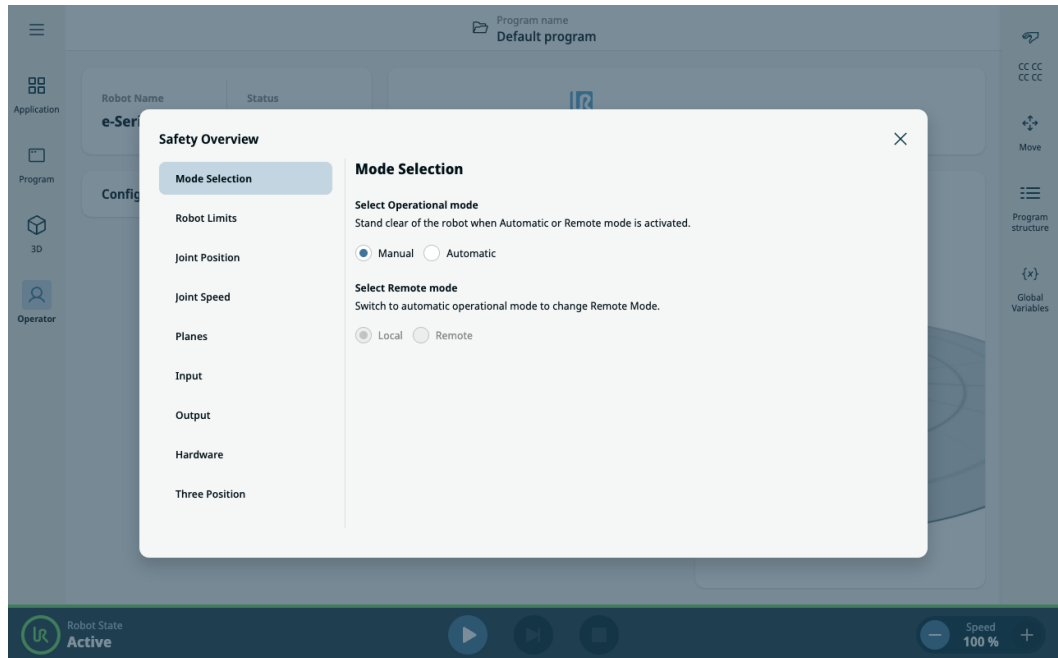 Program name
Default program
Application
Program
3D
Operator
Robot Name
Status
e-Seri
Config
Safety Overview
Mode Selection
Robot Limits
Joint Position
Joint Speed
Planes
Input
Output
Hardware
Three Position
Mode Selection
Select Operational mode
Stand clear of the robot when Automatic or Remote mode is activated.
Manual Automatic
Select Remote mode
Switch to automatic operational mode to change Remote Mode.
Local Remote
CC CC
CC CC
Move
Program
structure
{x}
Global
Variables
Robot State
Active
Speed
100 %